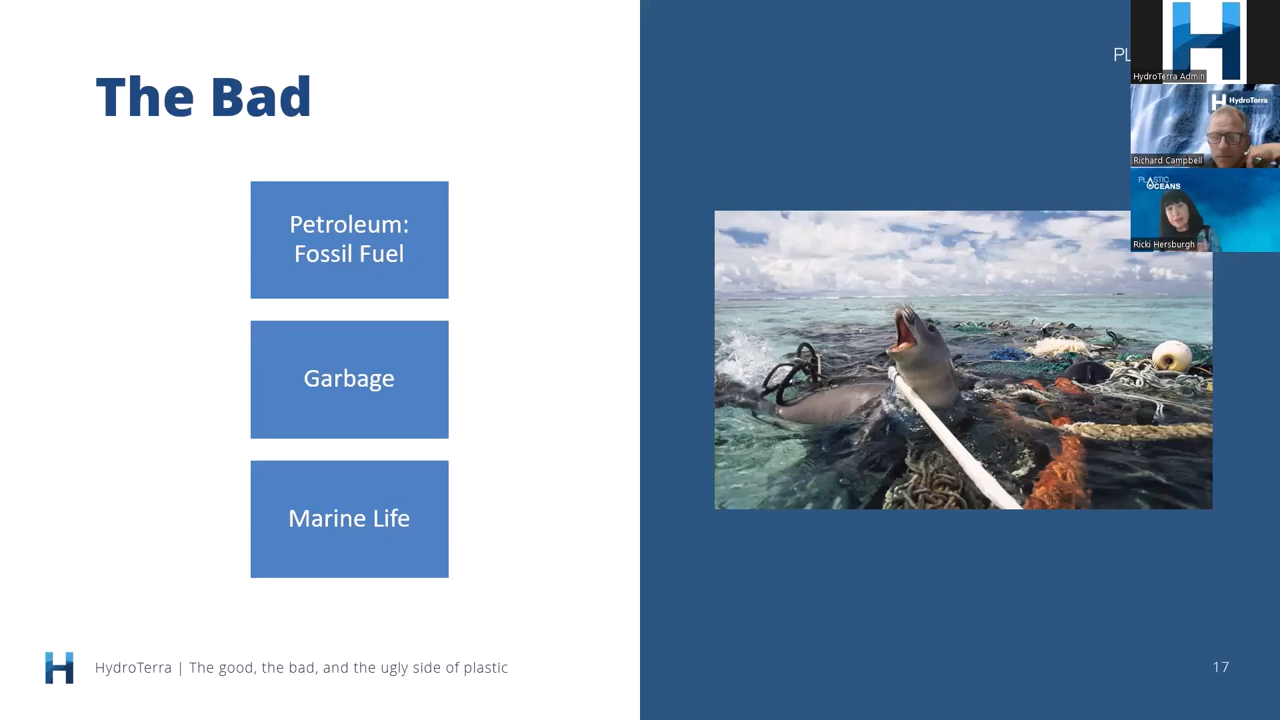 The Bad
Petroleum:
Fossil Fuel
Garbage
Marine Life
HydroTerra | The good, the bad, and the ugly side of plastic
17
PL
HydroTerra Admin
HydroTerra
Richard Campbell
PLASTIC
OCEANS
Ricki Hersburgh